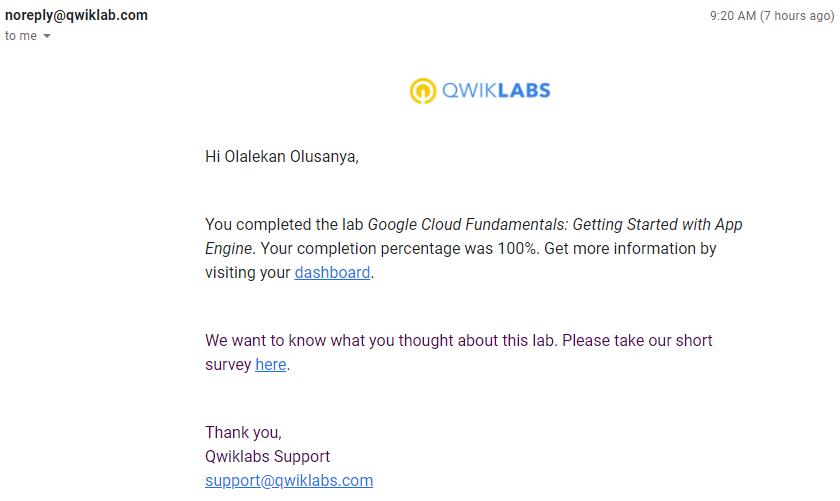 noreply@qwiklab.com
9:20 AM (7 hours ago)
to me
QWIKLABS
Hi Olalekan Olusanya,
You completed the lab Google Cloud Fundamentals: Getting Started with App
Engine. Your completion percentage was 100%. Get more information by
visiting your dashboard.
We want to know what you thought about this lab. Please take our short
survey here.
Thank you,
Qwiklabs Support
support@qwiklabs.com